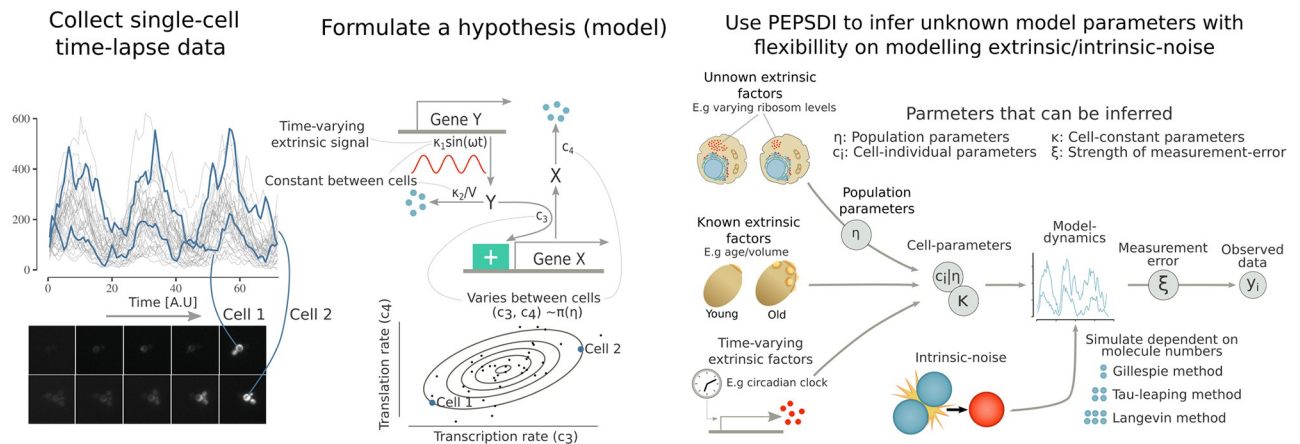 Collect single-cell
time-lapse data
600
400
200
0
0
20
40
60
Time [A.U]
Cell 1
Cell 2
Formulate a hypothesis (model)
Gene Y
Time-varying
extrinsic signal
κ1sin(ωt)
Constant between cells
κ2/V
Y
c3
c4
X
+
Gene X
Varies between cells
(c3, c4) ~π(η)
Translation rate (c4)
Cell 2
Cell 1
Transcription rate (c3)
Use PEPSDI to infer unknown model parameters with
flexibillity on modelling extrinsic/intrinsic-noise
Unnown extrinsic
factors
E.g varying ribosom levels
Parmeters that can be inferred
η: Population parameters
κ: Cell-constant parameters
ci: Cell-individual parameters
ξ: Strength of measurement-error
Population
parameters
η
Known extrinsic
factors
E.g age/volume
Young
Old
Cell-parameters
ci|η
κ
Model-
dynamics
Measurement
error
ξ
Observed
data
yi
Time-varying
extrinsic factors
E.g circadian clock
Intrinsic-noise
Simulate dependent on
molecule numbers
Gillespie method
Tau-leaping method
Langevin method